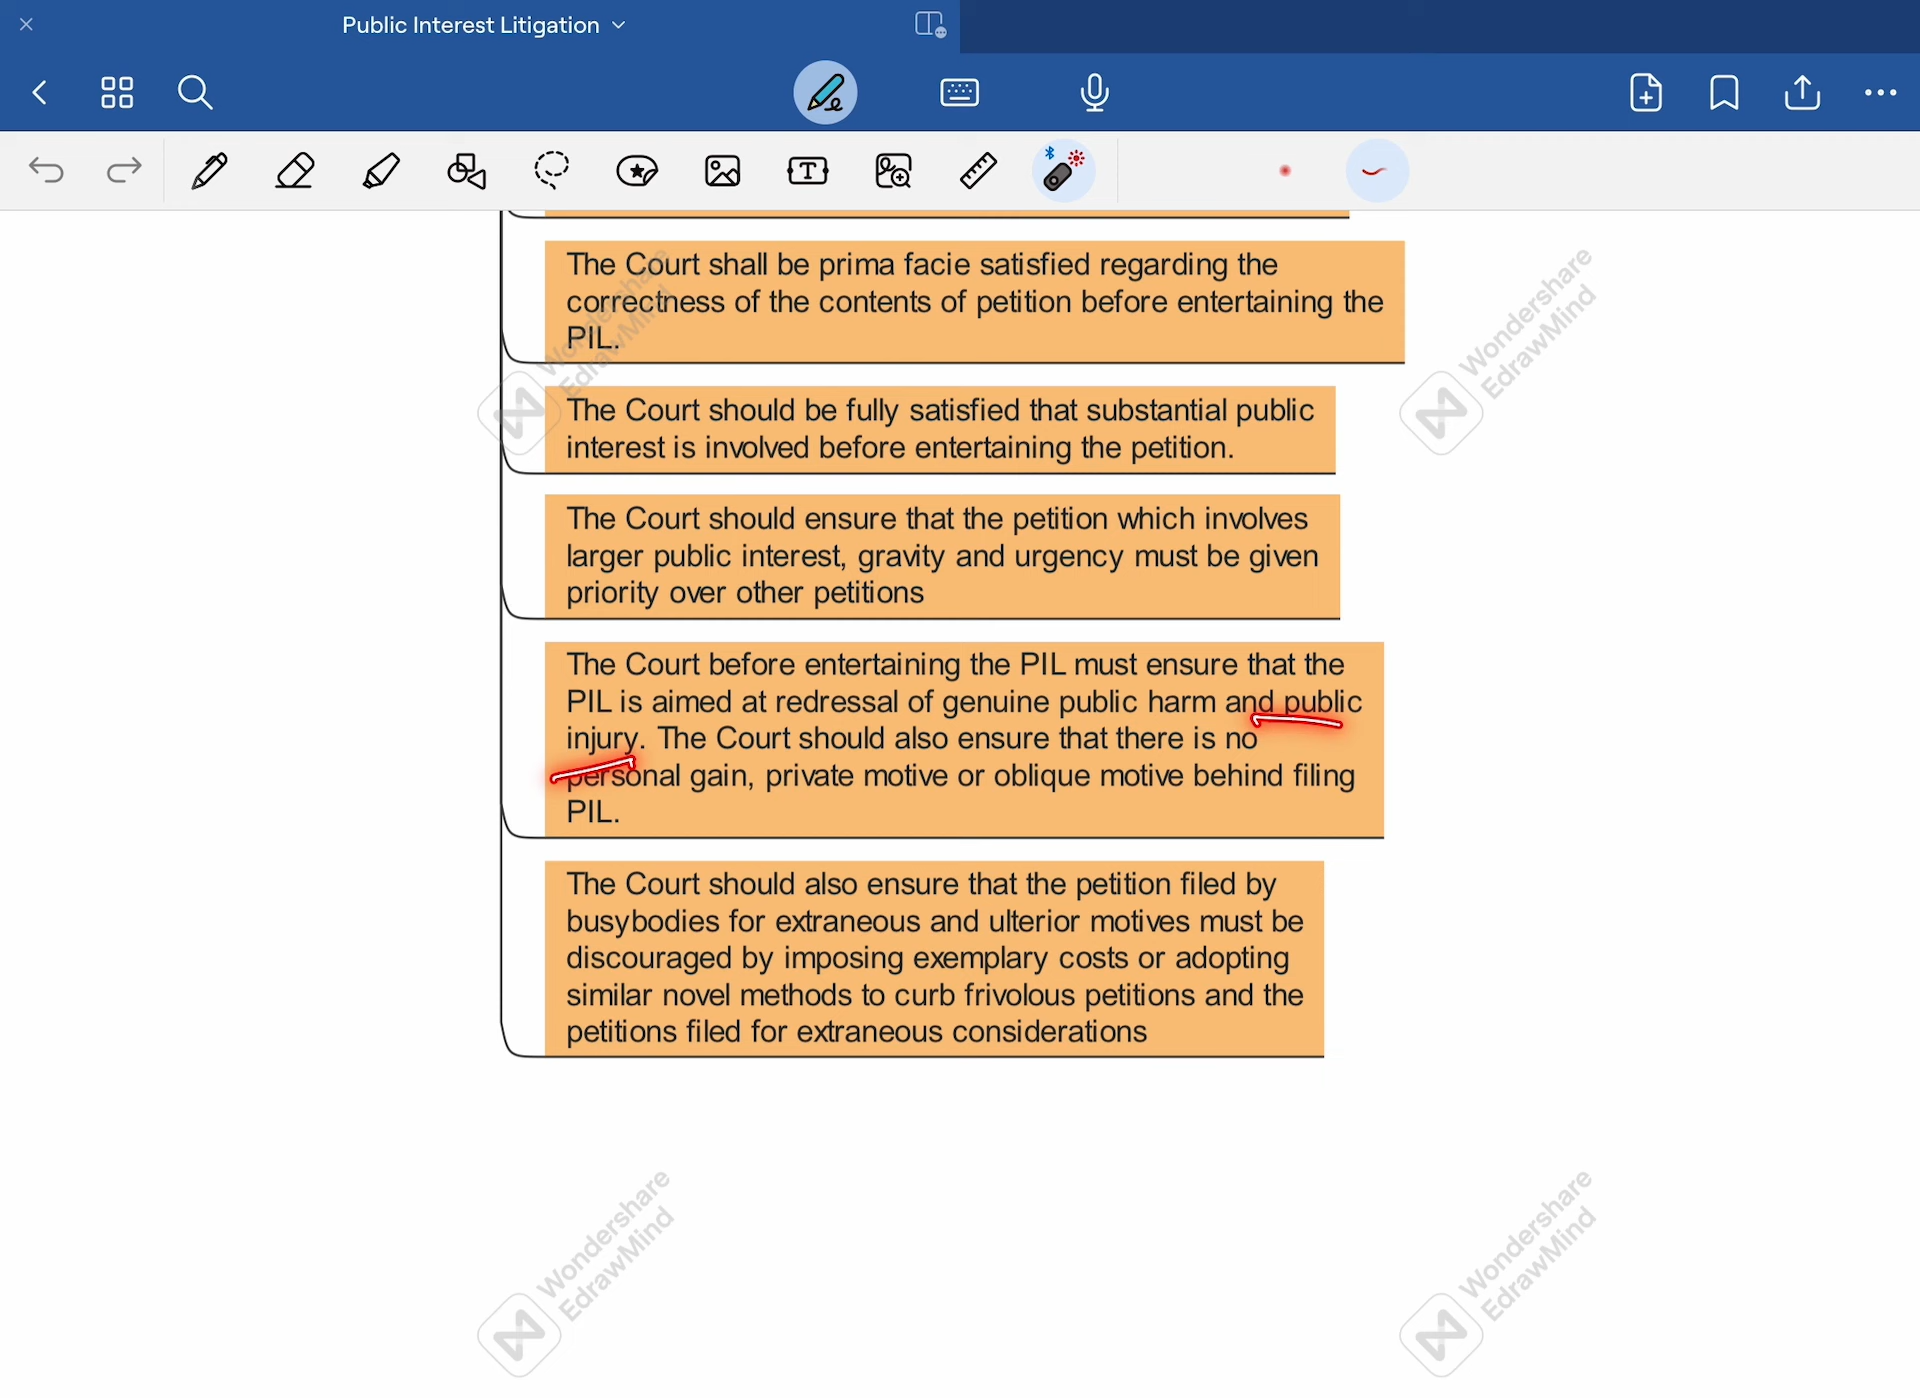 Public Interest Litigation
The Court shall be prima facie satisfied regarding the
correctness of the contents of petition before entertaining the
PIL.
The Court should be fully satisfied that substantial public
interest is involved before entertaining the petition.
The Court should ensure that the petition which involves
larger public interest, gravity and urgency must be given
priority over other petitions
The Court before entertaining the PIL must ensure that the
PIL is aimed at redressal of genuine public harm and public
injury. The Court should also ensure that there is no
personal gain, private motive or oblique motive behind filing
PIL.
The Court should also ensure that the petition filed by
busybodies for extraneous and ulterior motives must be
discouraged by imposing exemplary costs or adopting
similar novel methods to curb frivolous petitions and the
petitions filed for extraneous considerations
Wondershare
EdrawMind
Wondershare
EdrawMind
Wondershare
EdrawMind
Wondershare
EdrawMind